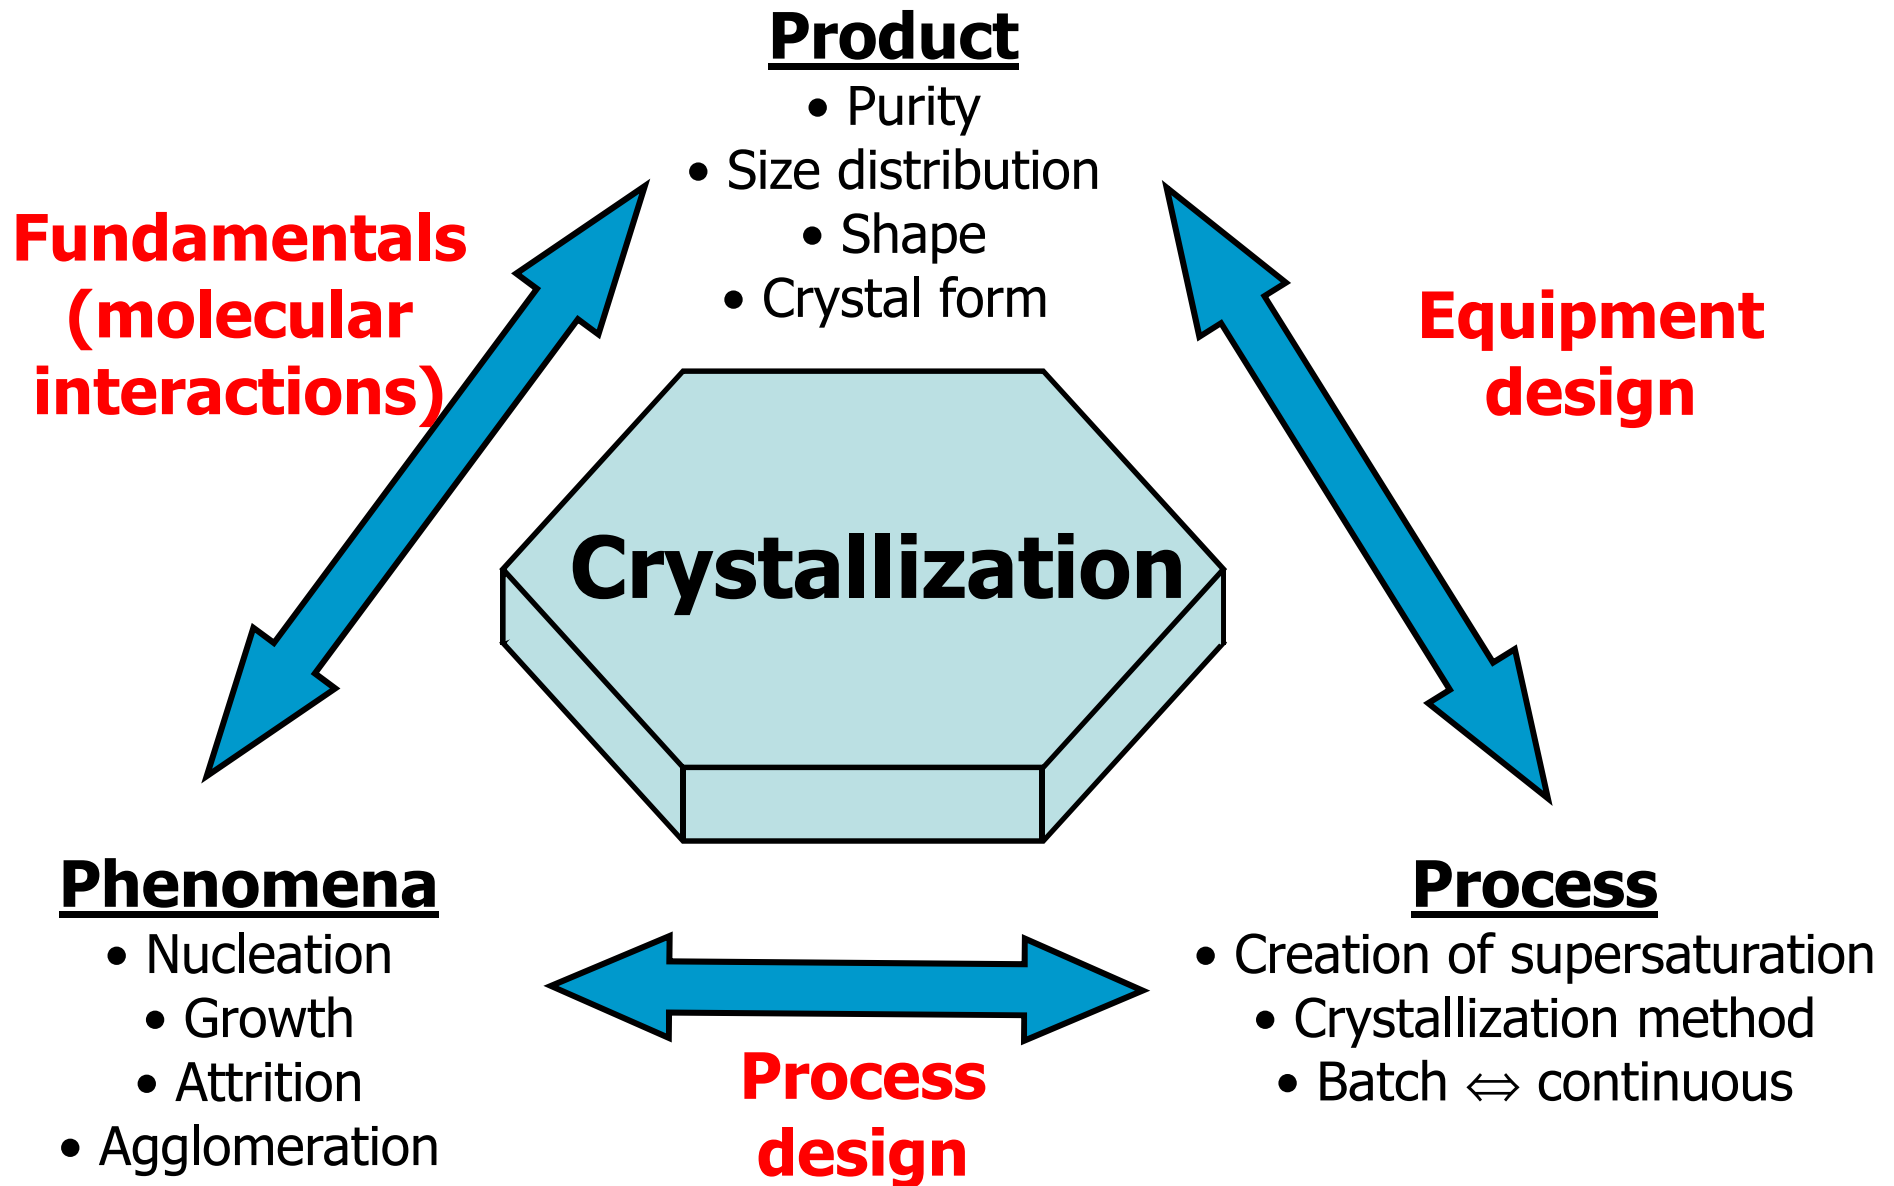 Product
• Purity
• Size distribution
• Shape
• Crystal form
Fundamentals
(molecular
interactions)
Equipment
design
Crystallization
Phenomena
• Nucleation
• Growth
• Attrition
• Agglomeration
Process
• Creation of supersaturation
• Crystallization method
• Batch ⇔ continuous
Process
design